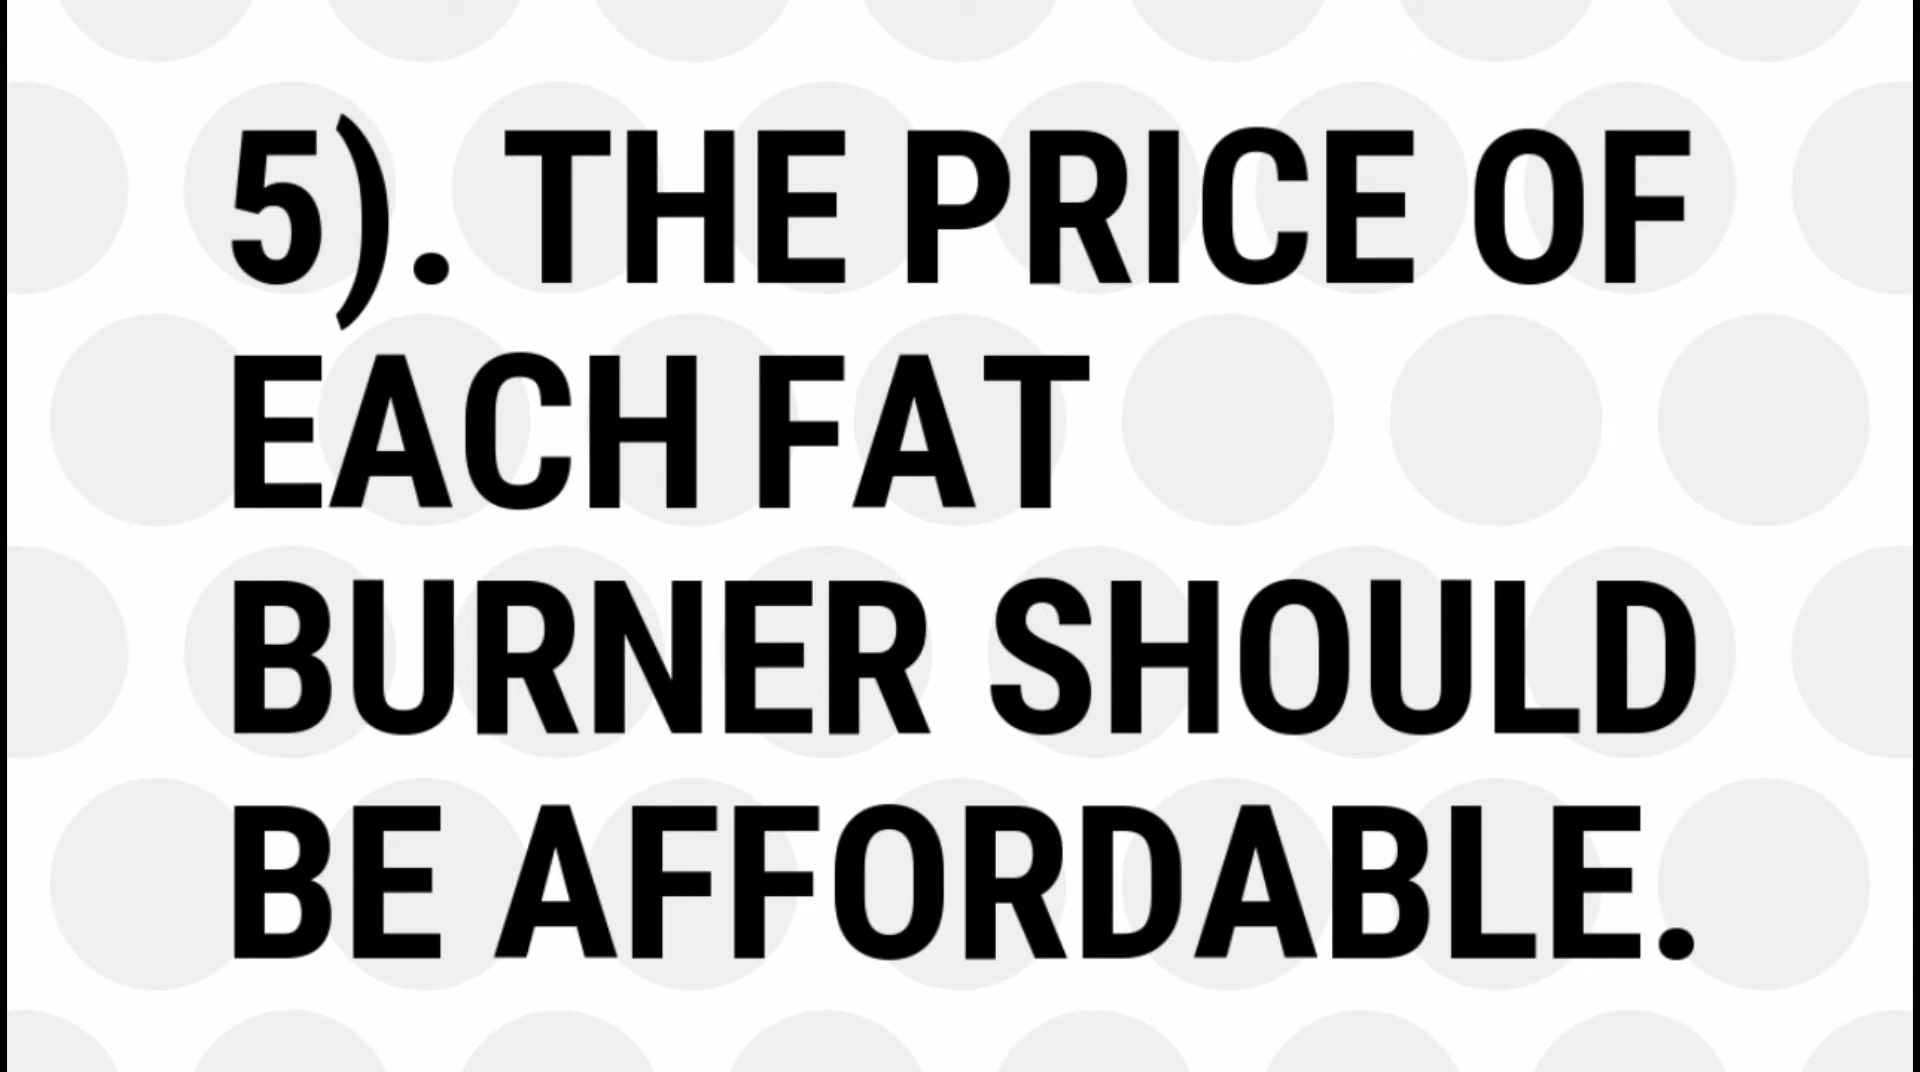 5). THE PRICE OF
EACH FAT
BURNER SHOULD
BE AFFORDABLE.